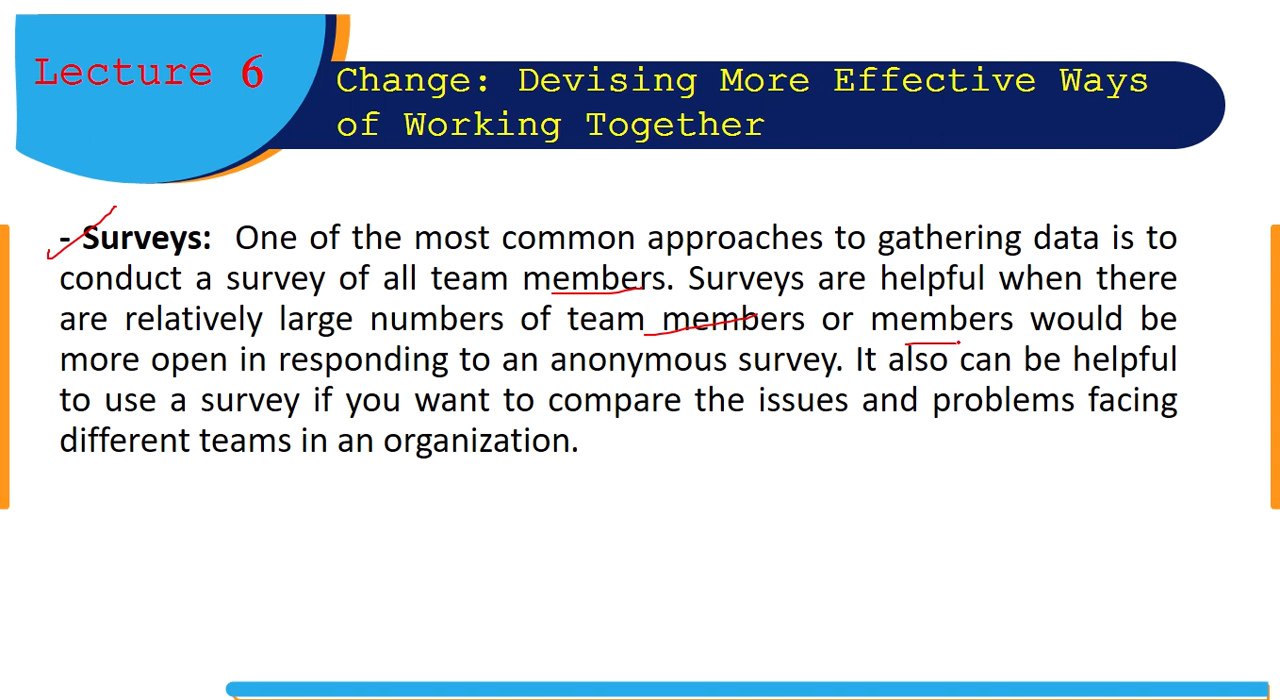 Lecture 6
Change: Devising More Effective Ways
of Working Together
- Surveys: One of the most common approaches to gathering data is to
conduct a survey of all team members. Surveys are helpful when there
are relatively large numbers of team members or members would be
more open in responding to an anonymous survey. It also can be helpful
to use a survey if you want to compare the issues and problems facing
different teams in an organization.